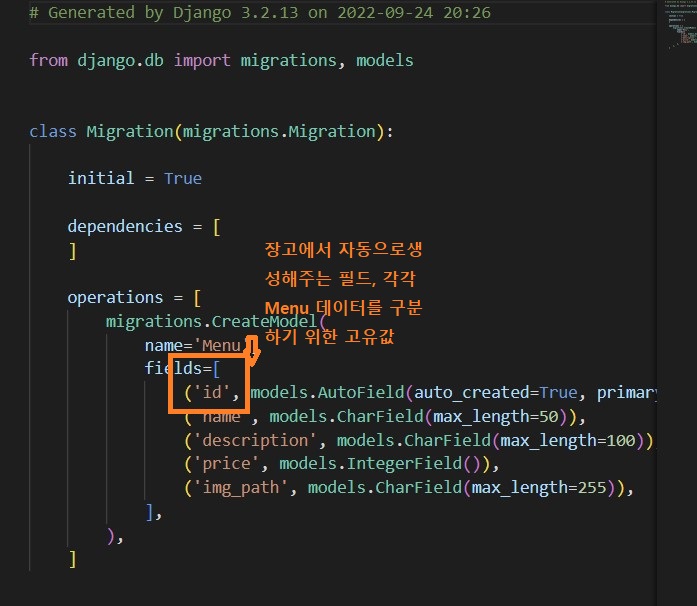 # Generated by Django 3.2.13 on 2022-09-24 20:26
from django.db import migrations, models
class Migration(migrations.Migration):
initial = True
dependencies = [
]
장고에서 자동으로생
성해주는 필드, 각각
Menu 데이터를 구분
하기 위한 고유값
operations = [
migrations.CreateModel(
name='Menu
fields=[
('id', models.AutoField(auto_created=True, primary
('name', models.CharField(max_length=50)),
('description', models.CharField(max_length=100))
('price', models.IntegerField()),
('img_path', models.CharField(max_length=255)),
],
),
]